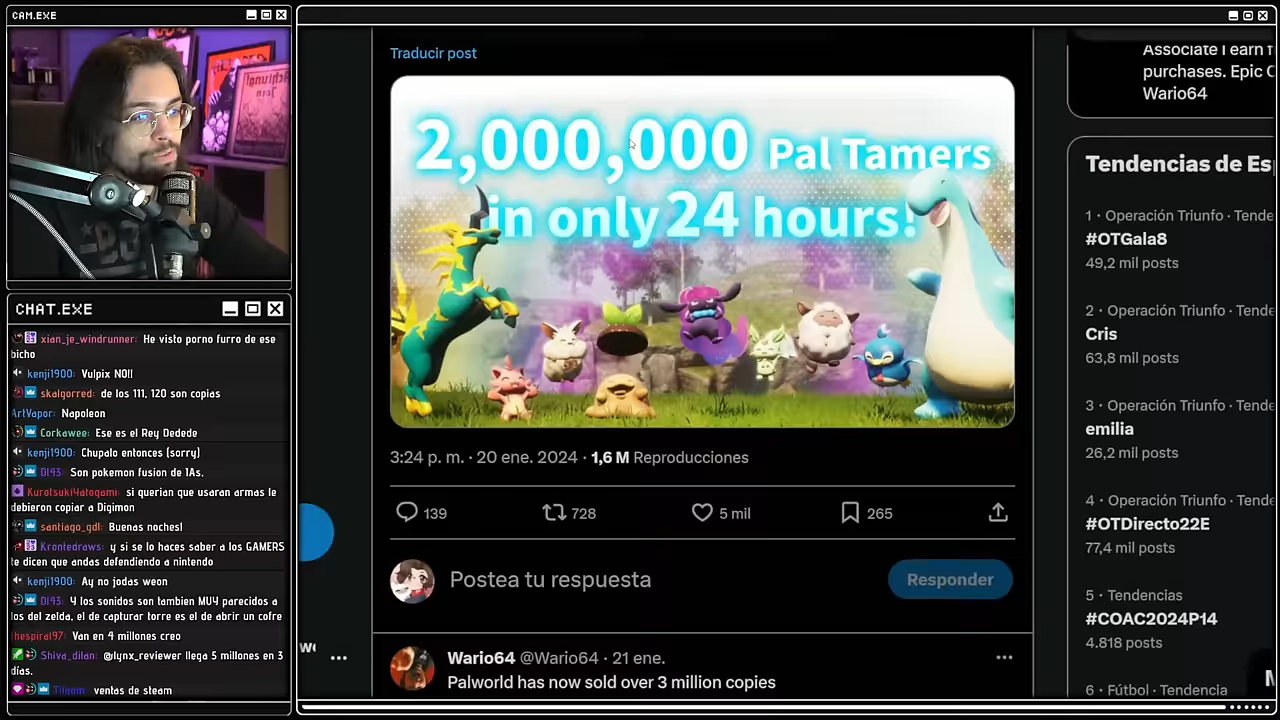 CAM.EXE
CHAT.EXE
xian_je_windrunner: He visto porno furro de ese
bicho
kenji1900: Vulpix NO!!
skalgorred: de los 111, 120 son copias
ArtVapor: Napoleon
Corkawee: Ese es el Rey Dedede
kenji1900: Chupalo entonces (sorry)
Son pokemon fusion de IAs.
si querian que usaran armas le
debieron copiar a Digimon
santiago_gdl: Buenas noches!
Krontedraws: y si se lo haces saber a los GAMERS
te dicen que andas defendiendo a nintendo
kenji1900: Ay no jodas weon
Y los sonidos son tambien MUY parecidos a
los del zelda, el de capturar torre es el de abrir un cofre
hespiral97: Van en 4 millones creo
Shiva_dilan: @lynx_reviewer llega 5 millones en 3
días.
ventas de steam
Traducir post
2,000,000 Pal Tamers
in only 24 hours!
3:24 p. m. · 20 ene. 2024 · 1,6 M Reproducciones
139
728
5 mil
265
Postea tu respuesta
Responder
Wario64 @Wario64 · 21 ene.
Palworld has now sold over 3 million copies
Associate I earn f
purchases. Epic C
Wario64
Tendencias de Es
1 · Operación Triunfo · Tende
#OTGala8
49,2 mil posts
2 · Operación Triunfo · Tende
Cris
63,8 mil posts
3 · Operación Triunfo · Tende
emilia
26,2 mil posts
4 · Operación Triunfo · Tende
#OTDirecto22E
77,4 mil posts
5 · Tendencias
#COAC2024P14
4.818 posts
6 · Fútbol · Tendencia